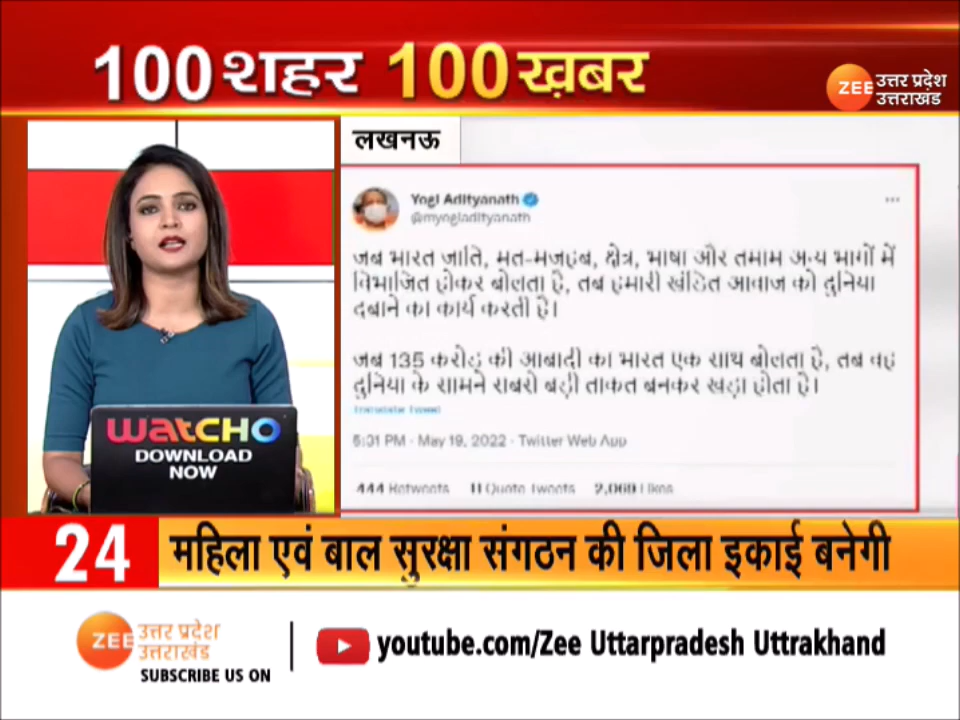 100 शहर 100 ख़बर
ZEE उत्तर प्रदेश
उत्तराखंड
लखनऊ
Yogi Adityanath
@myogiadityanath
जब भारत जाति, मत-मजहब, क्षेत्र, भाषा और तमाम अन्य भागों में
विभाजित होकर बोलता है, तब हमारी खंडित आवाज को दुनिया
दबाने का कार्य करती है।
जब 135 करोड़ की आबादी का भारत एक साथ बोलता है, तब वह
दुनिया के सामने सबसे बड़ी ताकत बनकर खड़ा होता है।
Translate Tweet
5:31 PM · May 19, 2022 · Twitter Web App
444 Retweets 11 Quote Tweets 2,069 Likes
WATCHO
DOWNLOAD
NOW
24 महिला एवं बाल सुरक्षा संगठन की जिला इकाई बनेगी
ZEE उत्तर प्रदेश
उत्तराखंड
SUBSCRIBE US ON
youtube.com/Zee Uttarpradesh Uttrakhand